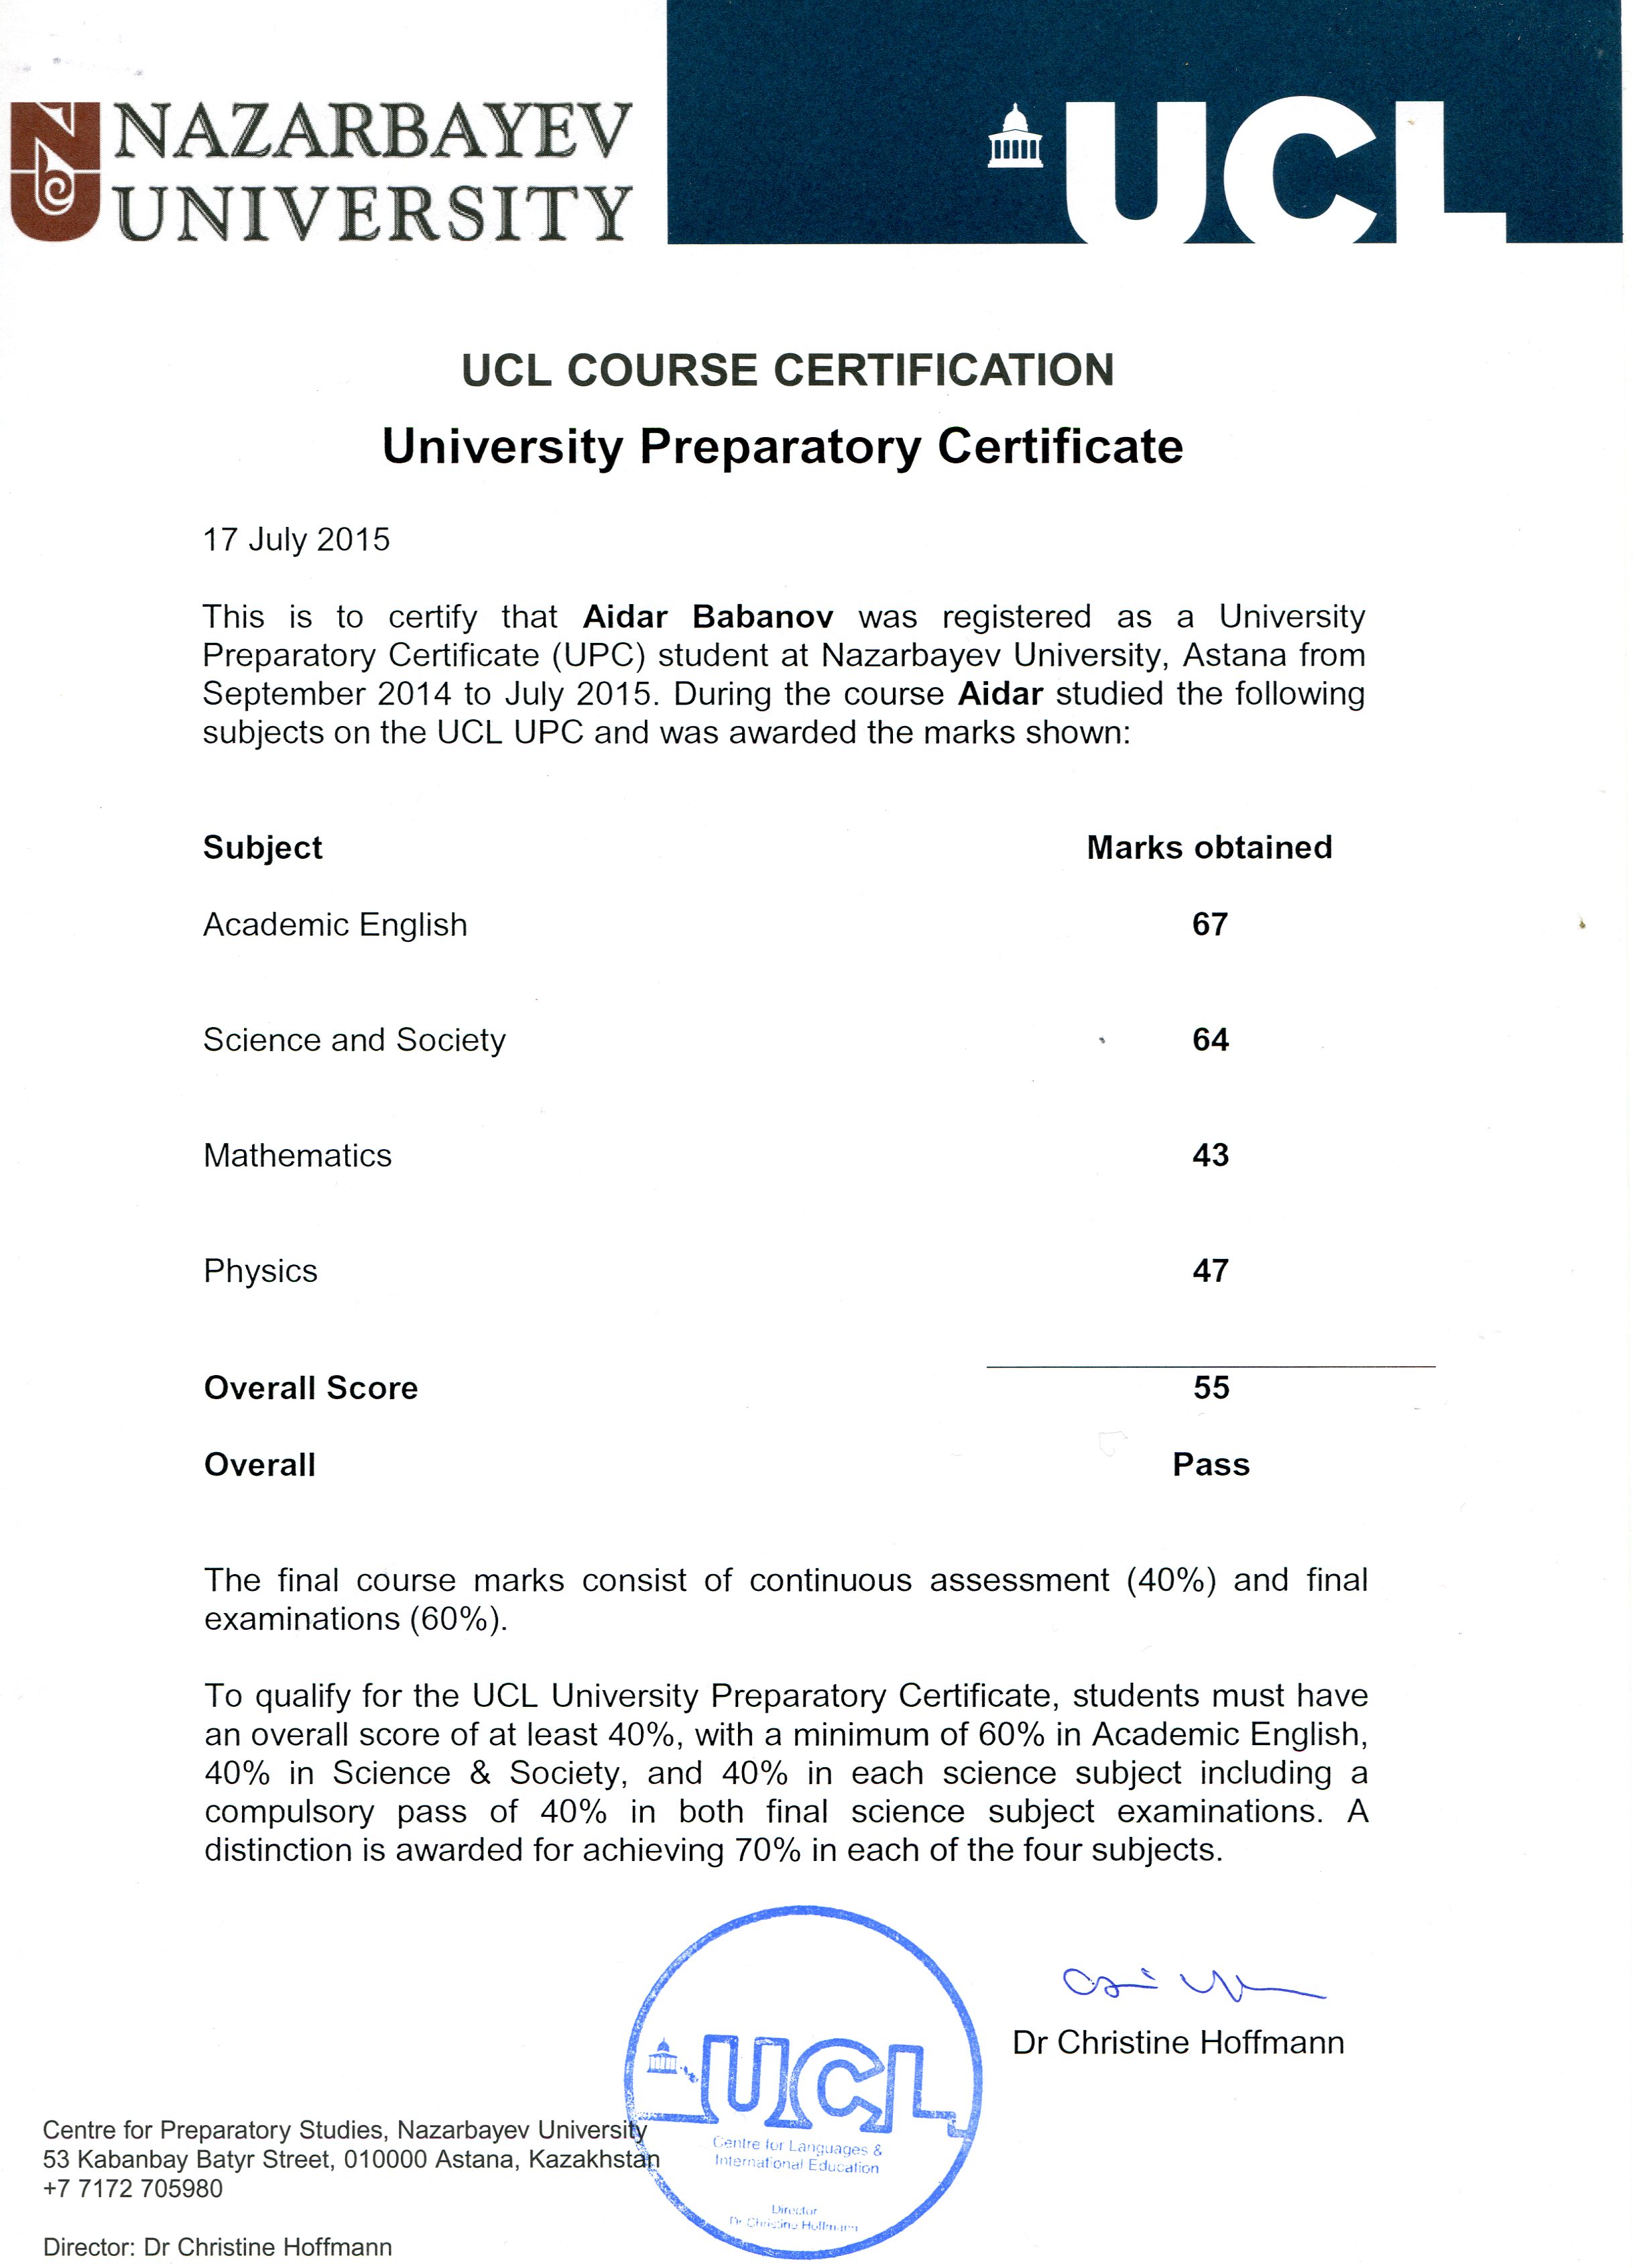 NAZARBAYEV
UNIVERSITY
UCL
UCL COURSE CERTIFICATION
University Preparatory Certificate
17 July 2015
This is to certify that Aidar Babanov was registered as a University
Preparatory Certificate (UPC) student at Nazarbayev University, Astana from
September 2014 to July 2015. During the course Aidar studied the following
subjects on the UCL UPC and was awarded the marks shown:
Subject Marks obtained
Academic English 67
Science and Society 64
Mathematics 43
Physics 47
Overall Score 55
Overall Pass
The final course marks consist of continuous assessment (40%) and final
examinations (60%).
To qualify for the UCL University Preparatory Certificate, students must have
an overall score of at least 40%, with a minimum of 60% in Academic English,
40% in Science & Society, and 40% in each science subject including a
compulsory pass of 40% in both final science subject examinations. A
distinction is awarded for achieving 70% in each of the four subjects.
Dr Christine Hoffmann
UCL
Centre for Languages &
International Education
Director
Dr Christine Hoffmann
Centre for Preparatory Studies, Nazarbayev University
53 Kabanbay Batyr Street, 010000 Astana, Kazakhstan
+7 7172 705980
Director: Dr Christine Hoffmann